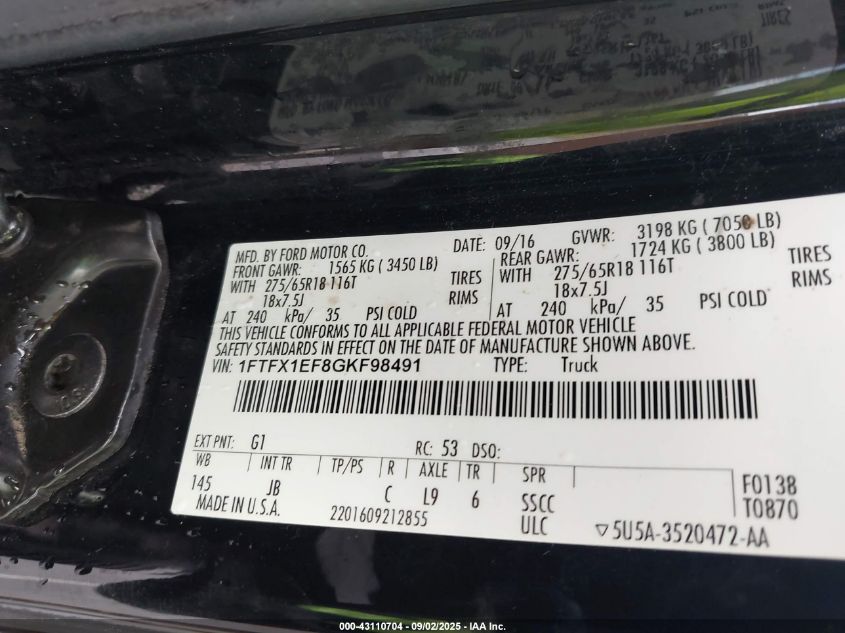 MFD. BY FORD MOTOR CO.
DATE: 09/16 GVWR: 3198 KG ( 7050 LB)
FRONT GAWR: 1565 KG ( 3450 LB) REAR GAWR: 1724 KG ( 3800 LB)
WITH 275/65R18 116T TIRES WITH 275/65R18 116T TIRES
18x7.5J RIMS 18x7.5J RIMS
AT 240 kPa/ 35 PSI COLD AT 240 kPa/ 35 PSI COLD
THIS VEHICLE CONFORMS TO ALL APPLICABLE FEDERAL MOTOR VEHICLE
SAFETY STANDARDS IN EFFECT ON THE DATE OF MANUFACTURE SHOWN ABOVE.
VIN: 1FTFX1EF8GKF98491 TYPE: Truck
EXT PNT: G1 RC: 53 DSO:
WB INT TR TP/PS R AXLE TR SPR
145 JB C L9 6 SSCC
F0138
T0870
MADE IN U.S.A. 2201609212855 ULC ▽5U5A-3520472-AA
000-43110704 - 09/02/2025 - IAA Inc.